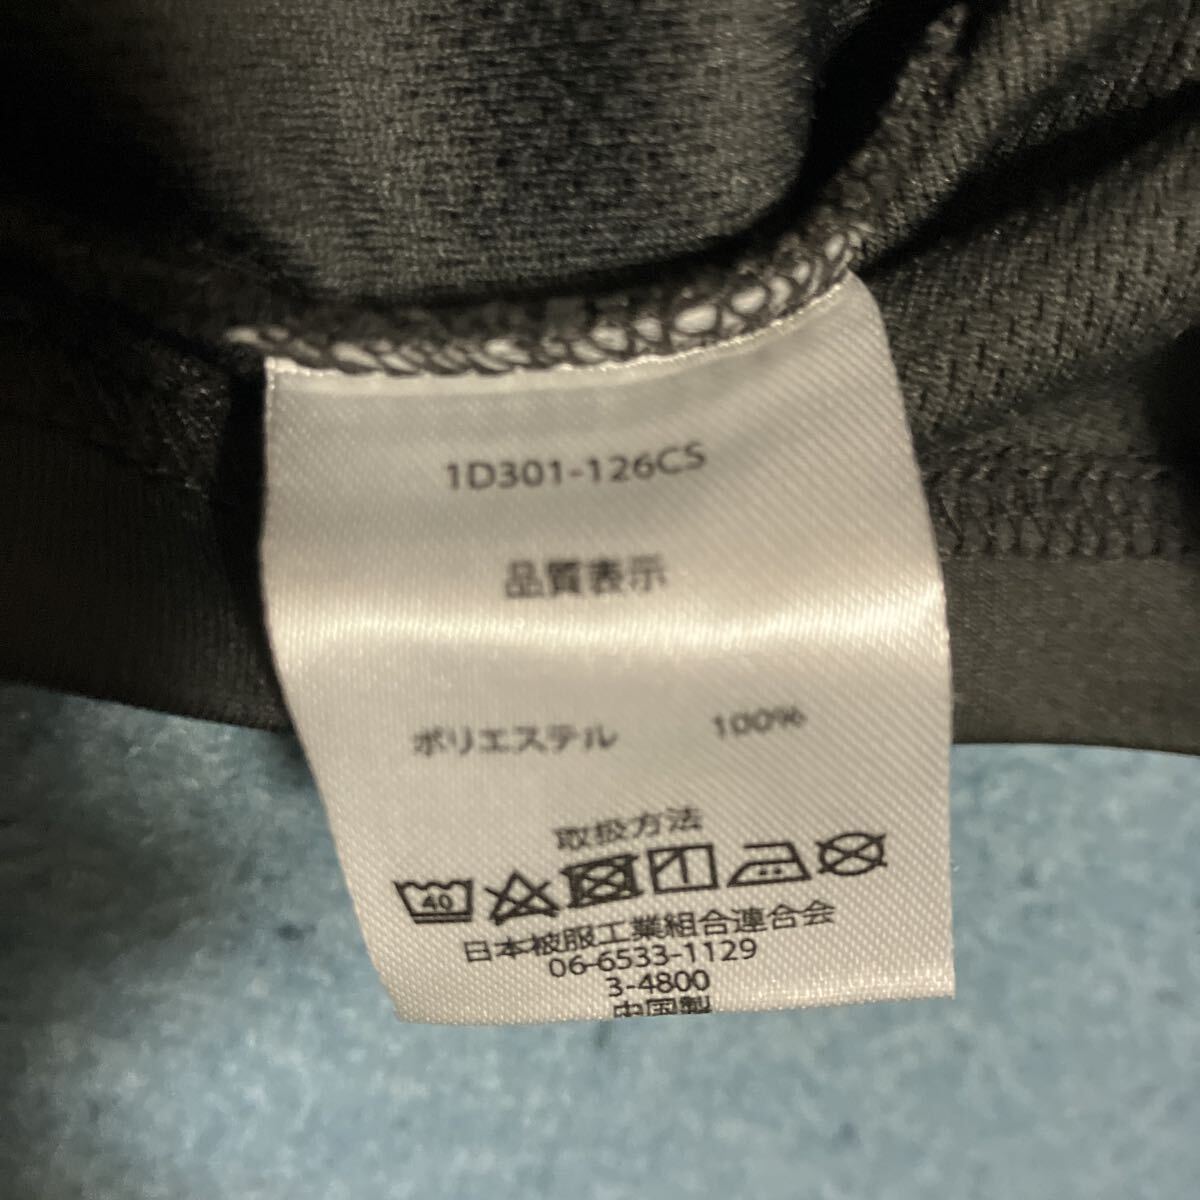 1D301-126CS
品質表示
ポリエステル 100%
取扱方法
40
日本被服工業組合連合会
06-6533-1129
3-4800
中国製